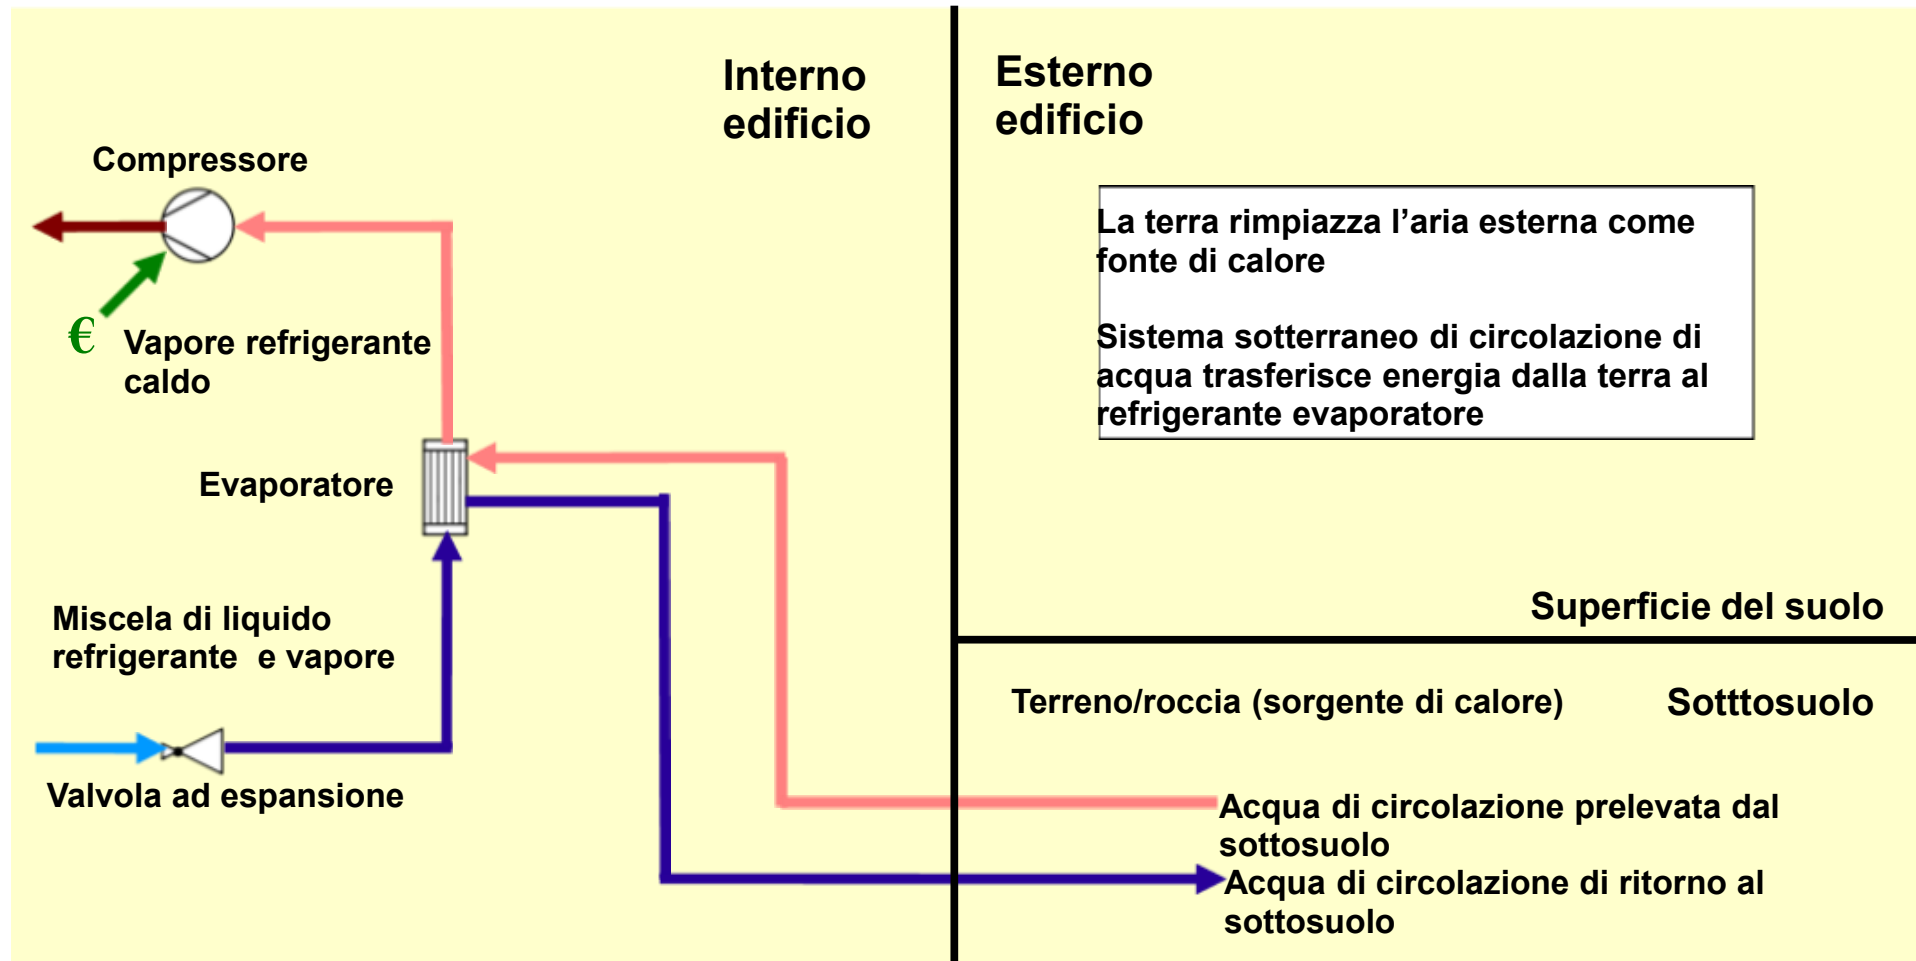 Interno
edificio
Esterno
edificio
Compressore
La terra rimpiazza l’aria esterna come
fonte di calore
Sistema sotterraneo di circolazione di
acqua trasferisce energia dalla terra al
refrigerante evaporatore
€
Vapore refrigerante
caldo
Evaporatore
Miscela di liquido
refrigerante e vapore
Superficie del suolo
Terreno/roccia (sorgente di calore)
Sotttosuolo
Valvola ad espansione
Acqua di circolazione prelevata dal
sottosuolo
Acqua di circolazione di ritorno al
sottosuolo